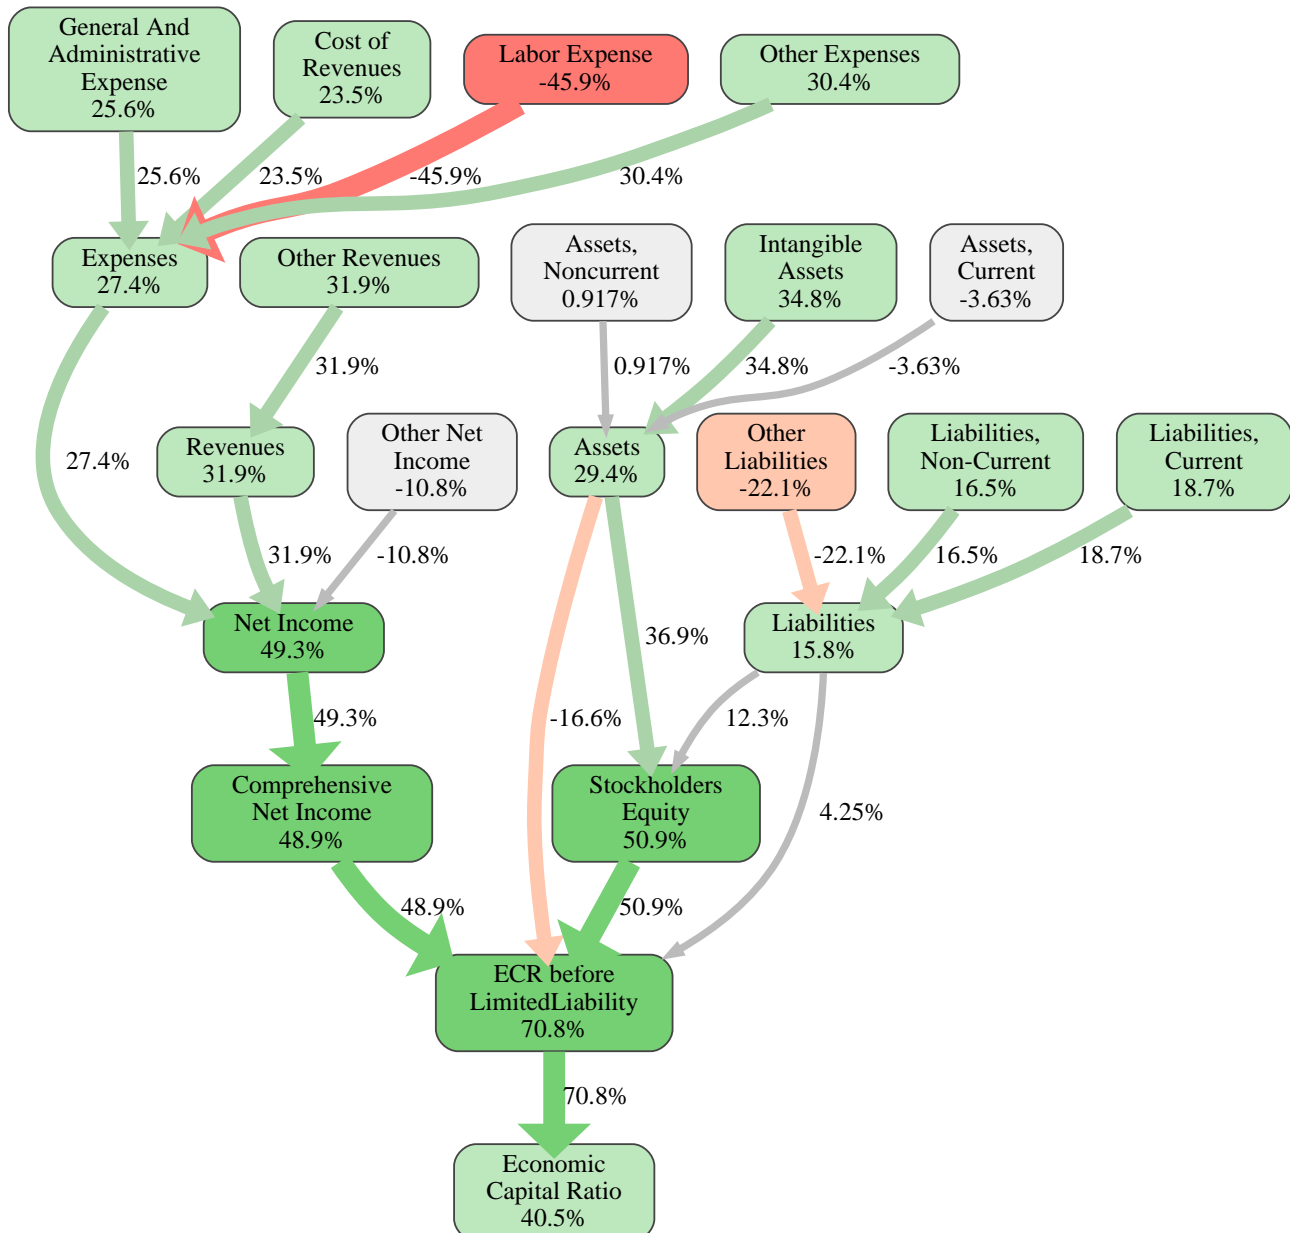 General And
Administrative
Expense
25.6%
Cost of
Revenues
23.5%
Labor Expense
-45.9%
Other Expenses
30.4%
25.6%
23.5%
-45.9%
30.4%
Expenses
27.4%
Other Revenues
31.9%
Assets,
Noncurrent
0.917%
Intangible
Assets
34.8%
Assets,
Current
-3.63%
31.9%
0.917%
34.8%
-3.63%
27.4%
Revenues
31.9%
Other Net
Income
-10.8%
Assets
29.4%
Other
Liabilities
-22.1%
Liabilities,
Non-Current
16.5%
Liabilities,
Current
18.7%
31.9%
-10.8%
-22.1%
16.5%
18.7%
Net Income
49.3%
36.9%
Liabilities
15.8%
49.3%
-16.6%
12.3%
4.25%
Comprehensive
Net Income
48.9%
Stockholders
Equity
50.9%
48.9%
50.9%
ECR before
LimitedLiability
70.8%
70.8%
Economic
Capital Ratio
40.5%